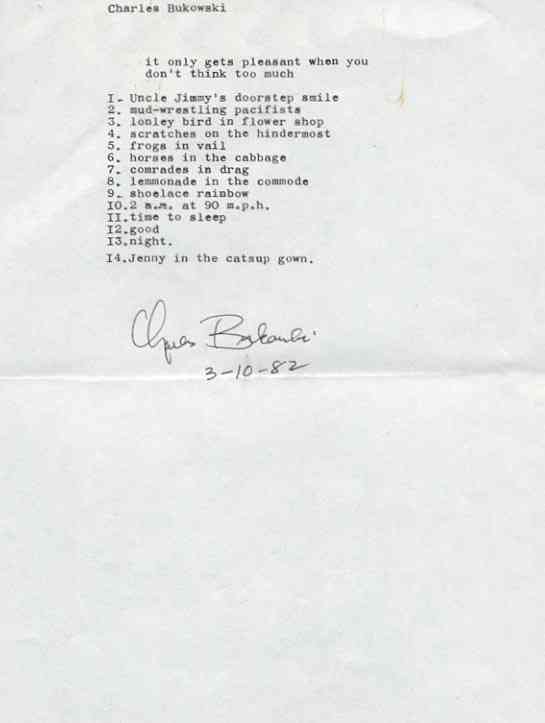 Charles Bukowski
it only gets pleasant when you
don't think too much
I. Uncle Jimmy's doorstep smile
2. mud-wrestling pacifists
3. lonley bird in flower shop
4. scratches on the hindermost
5. frogs in vail
6. horses in the cabbage
7. comrades in drag
8. lemmonade in the commode
9. shoelace rainbow
IO.2 a.m. at 90 m.p.h.
II.time to sleep
I2.good
I3.night.
I4.Jenny in the catsup gown.
Charles Bukowski
3-10-82